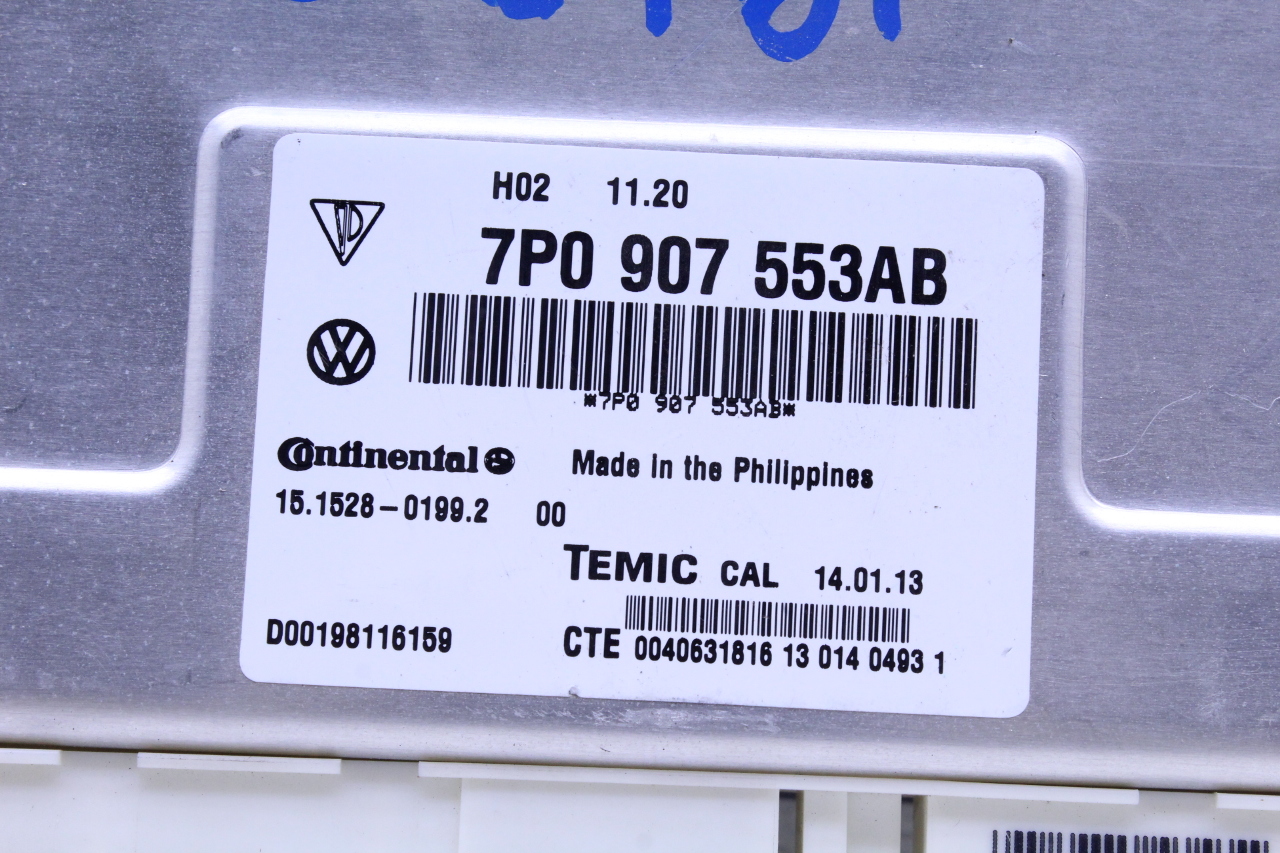 H02 11.20
7P0 907 553AB
*7P0 907 553AB*
Continental
Made in the Philippines
15.1528-0199.2 00
TEMIC CAL 14.01.13
D00198116159
CTE 0040631816 13 014 0493 1